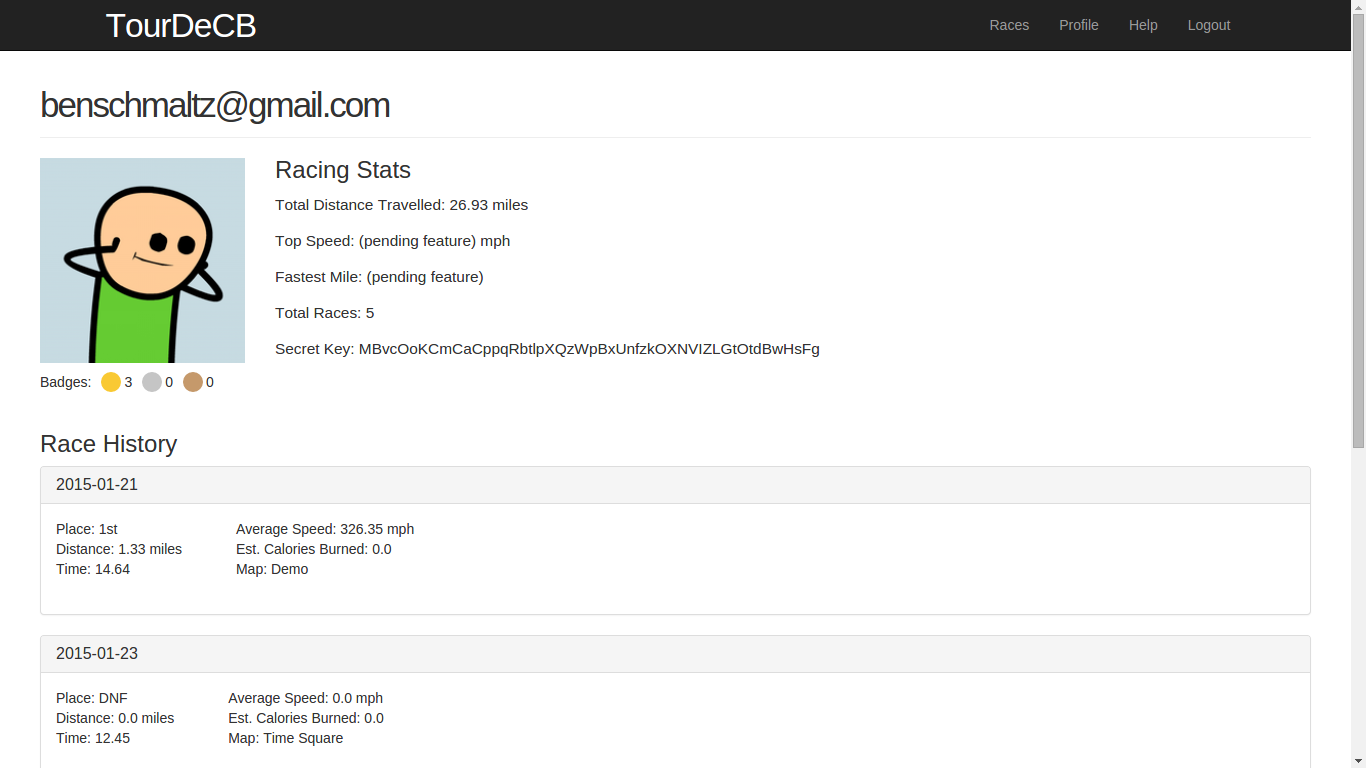 TourDeCB
Races Profile Help Logout
benschmaltz@gmail.com
Racing Stats
Total Distance Travelled: 26.93 miles
Top Speed: (pending feature) mph
Fastest Mile: (pending feature)
Total Races: 5
Secret Key: MBvcOoKCmCaCppqRbtlpXQzWpBxUnfzkOXNVIZLGtOtdBwHsFg
Badges: 3 0 0
Race History
2015-01-21
Place: 1st Average Speed: 326.35 mph
Distance: 1.33 miles Est. Calories Burned: 0.0
Time: 14.64 Map: Demo
2015-01-23
Place: DNF Average Speed: 0.0 mph
Distance: 0.0 miles Est. Calories Burned: 0.0
Time: 12.45 Map: Time Square